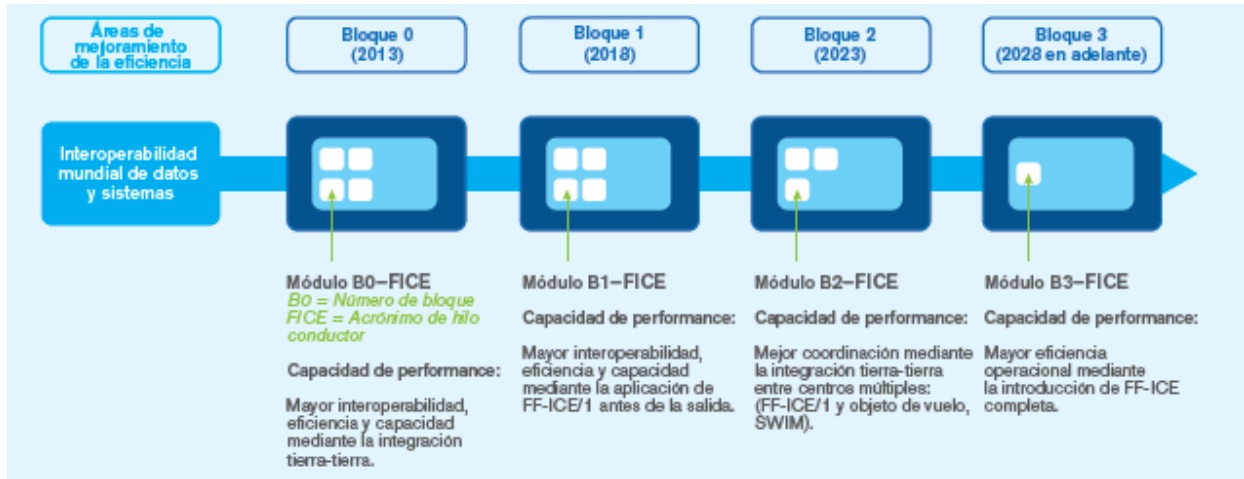 Áreas de
mejoramiento
de la eficiencia
Bloque 0
(2013)
Bloque 1
(2018)
Bloque 2
(2023)
Bloque 3
(2028 en adelante)
Interoperabilidad
mundial de datos
y sistemas
Módulo B0–FICE
B0 = Número de bloque
FICE = Acrónimo de hilo
conductor
Capacidad de performance:
Mayor interoperabilidad,
eficiencia y capacidad
mediante la integración
tierra-tierra.
Módulo B1–FICE
Capacidad de performance:
Mayor interoperabilidad,
eficiencia y capacidad
mediante la aplicación de
FF-ICE/1 antes de la salida.
Módulo B2–FICE
Capacidad de performance:
Mejor coordinación mediante
la integración tierra-tierra
entre centros múltiples:
(FF-ICE/1 y objeto de vuelo,
SWIM).
Módulo B3–FICE
Capacidad de performance:
Mayor eficiencia
operacional mediante
la introducción de FF-ICE
completa.